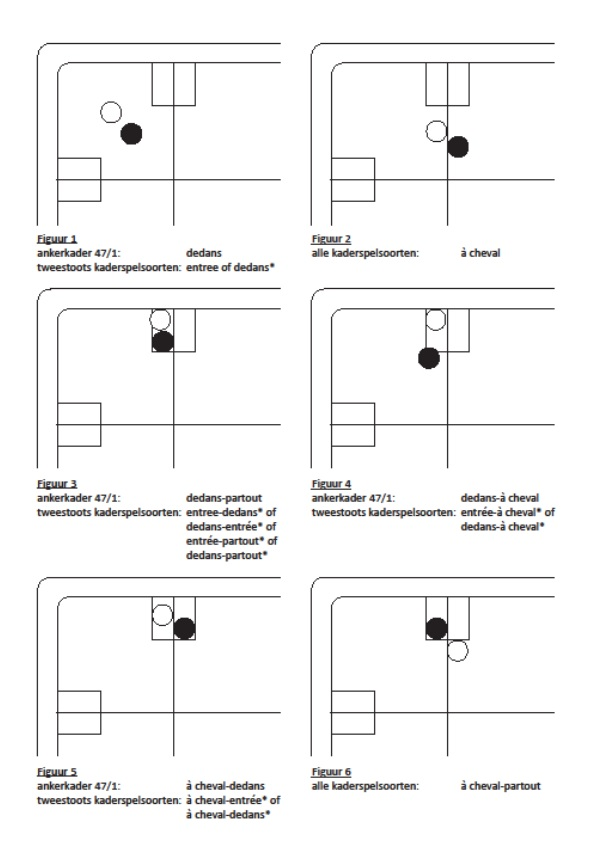 Figuur 1
ankerkader 47/1: dedans
tweestoots kaderspelsoorten: entree of dedans*
Figuur 2
alle kaderspelsoorten: à cheval
Figuur 3
ankerkader 47/1: dedans-partout
tweestoots kaderspelsoorten: entree-dedans* of
dedans-entrée* of
entrée-partout* of
dedans-partout*
Figuur 4
ankerkader 47/1: dedans-à cheval
tweestoots kaderspelsoorten: entrée-à cheval* of
dedans-à cheval*
Figuur 5
ankerkader 47/1: à cheval-dedans
tweestoots kaderspelsoorten: à cheval-entrée* of
à cheval-dedans*
Figuur 6
alle kaderspelsoorten: à cheval-partout